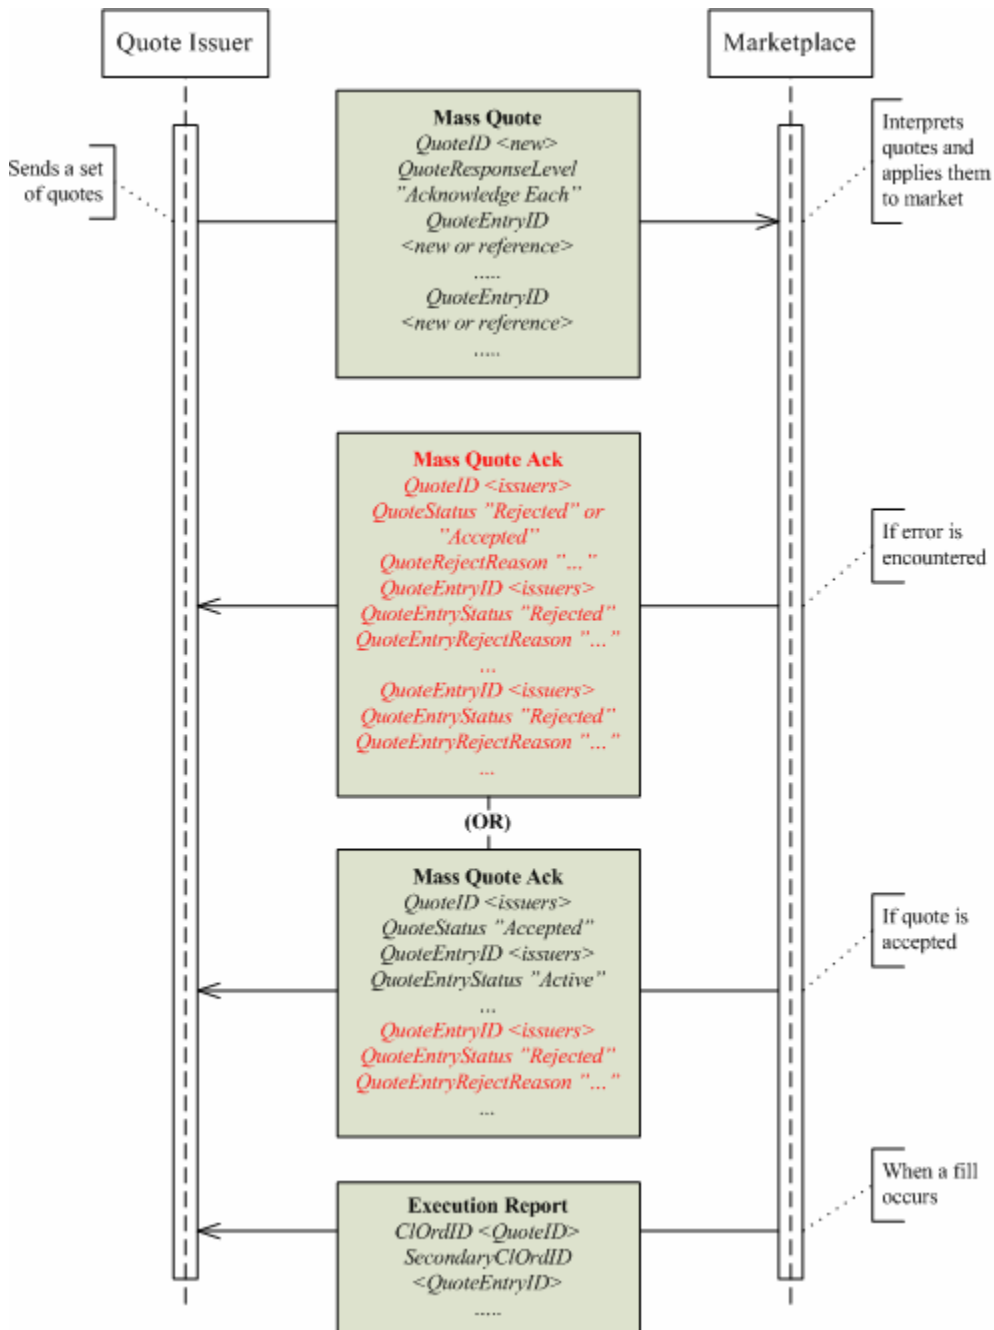 Quote Issuer
Marketplace
Sends a set
of quotes
Mass Quote
QuoteID <new>
QuoteResponseLevel
"Acknowledge Each"
QuoteEntryID
<new or reference>
.....
QuoteEntryID
<new or reference>
.....
Interprets
quotes and
applies them
to market
Mass Quote Ack
QuoteID <issuers>
QuoteStatus "Rejected" or
"Accepted"
QuoteRejectReason "..."
QuoteEntryID <issuers>
QuoteEntryStatus "Rejected"
QuoteEntryRejectReason "..."
...
QuoteEntryID <issuers>
QuoteEntryStatus "Rejected"
QuoteEntryRejectReason "..."
...
If error is
encountered
(OR)
Mass Quote Ack
QuoteID <issuers>
QuoteStatus "Accepted"
QuoteEntryID <issuers>
QuoteEntryStatus "Active"
...
QuoteEntryID <issuers>
QuoteEntryStatus "Rejected"
QuoteEntryRejectReason "..."
...
If quote is
accepted
Execution Report
ClOrdID <QuoteID>
SecondaryClOrdID
<QuoteEntryID>
.....
When a fill
occurs